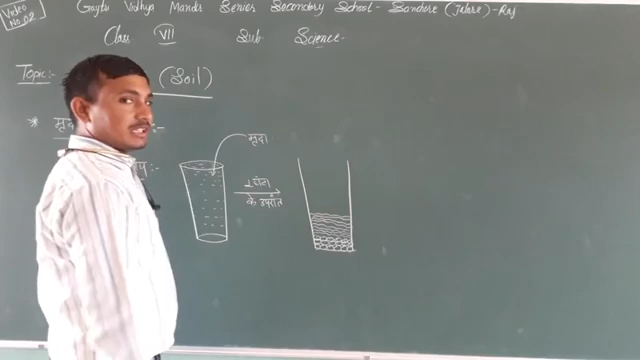 Video No. 02
Gaytri Vidhya Mandir Senior Secondary School - Sanchore (Jalore) - Raj
Class VII Sub. Science -
Topic:- (Soil)
* :-
मृदा
1 घंटा
के उपरांत